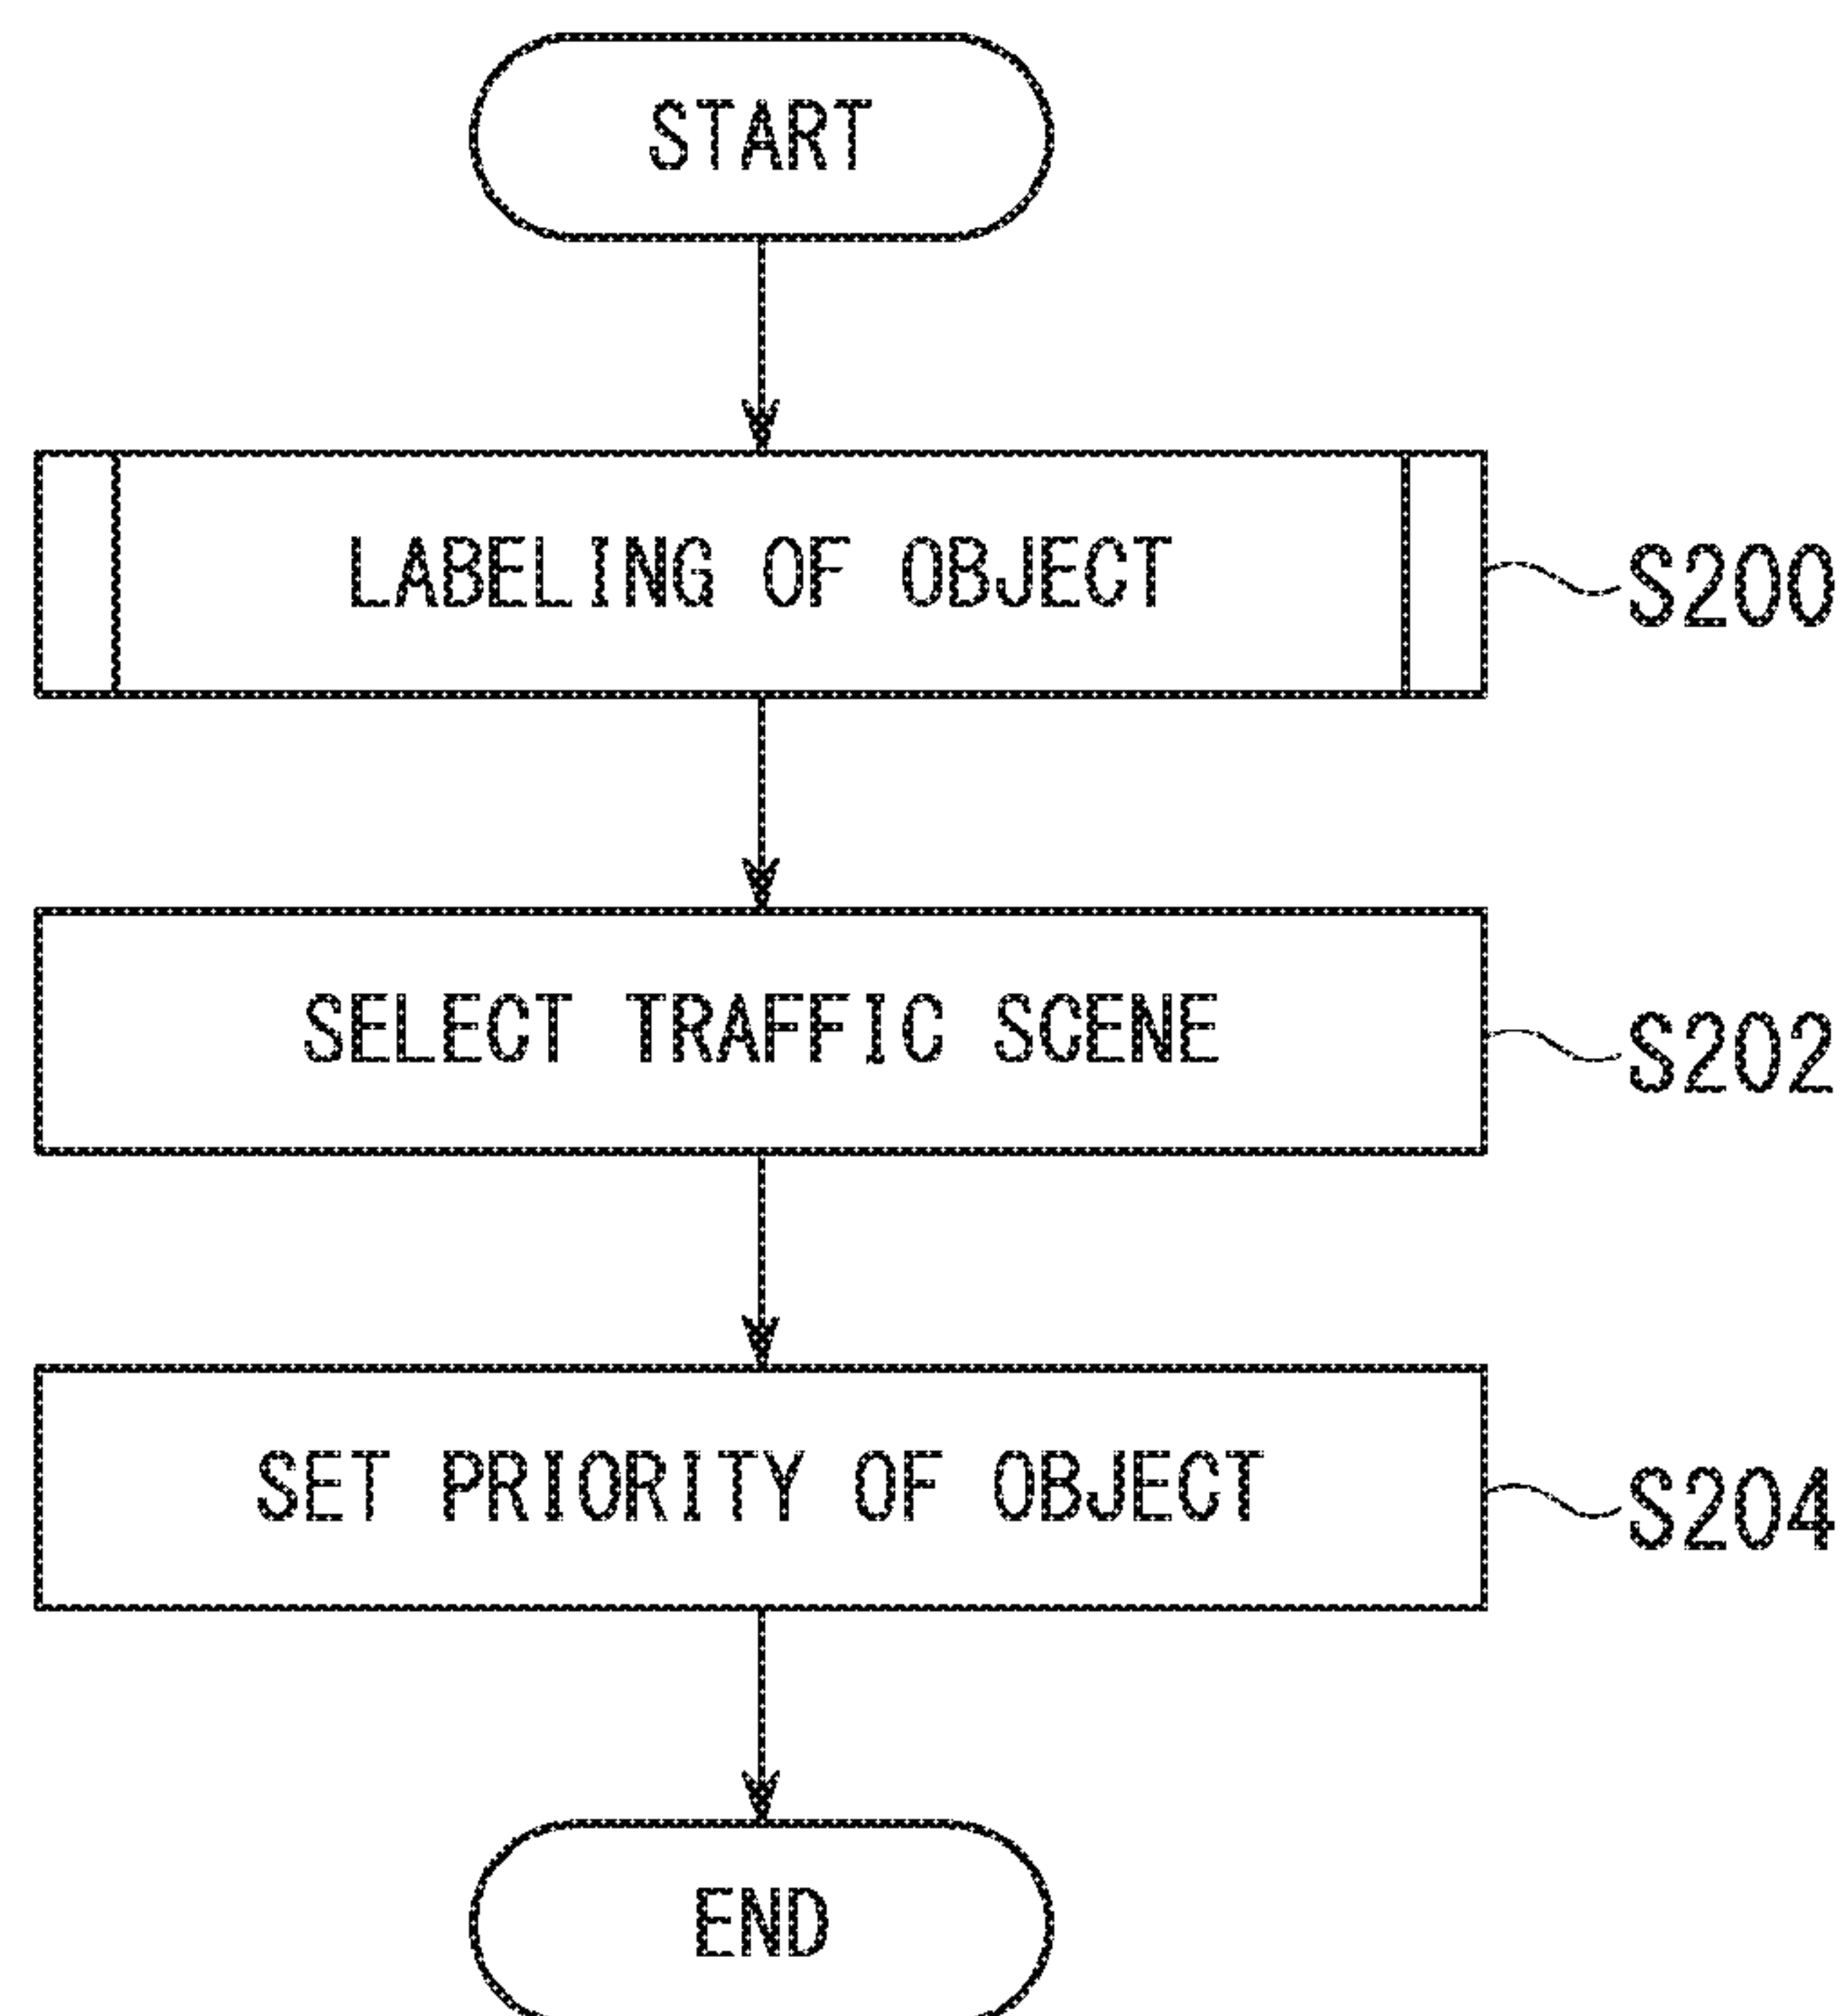 START
LABELING OF OBJECT
S200
SELECT TRAFFIC SCENE
S202
SET PRIORITY OF OBJECT
S204
END